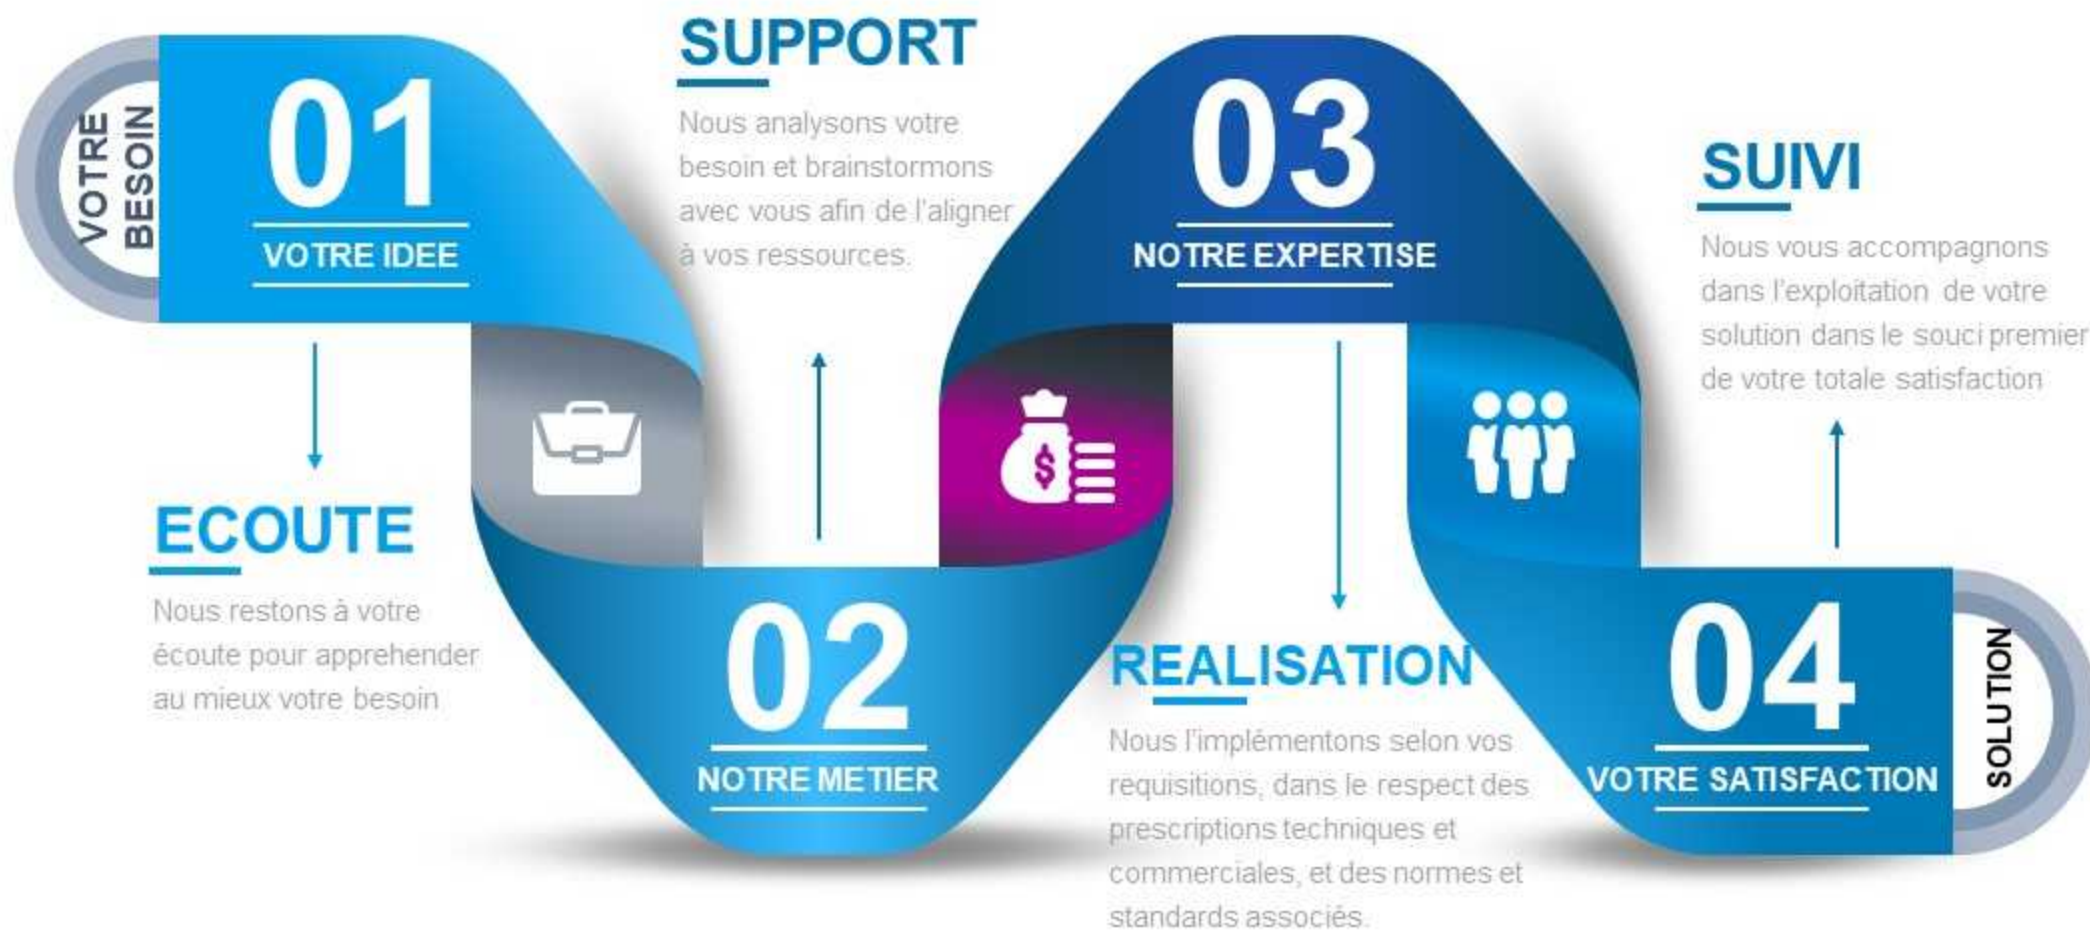 VOTRE
BESOIN
01
VOTRE IDEE
ECOUTE
Nous restons à votre
écoute pour apprehender
au mieux votre besoin
SUPPORT
Nous analysons votre
besoin et brainstormons
avec vous afin de l'aligner
à vos ressources.
02
NOTRE METIER
$
03
NOTRE EXPERTISE
REALISATION
Nous l'implémentons selon vos
requisitions, dans le respect des
prescriptions techniques et
commerciales, et des normes et
standards associés.
SUIVI
Nous vous accompagnons
dans l'exploitation de votre
solution dans le souci premier
de votre totale satisfaction
04
VOTRE SATISFACTION
SOLUTION